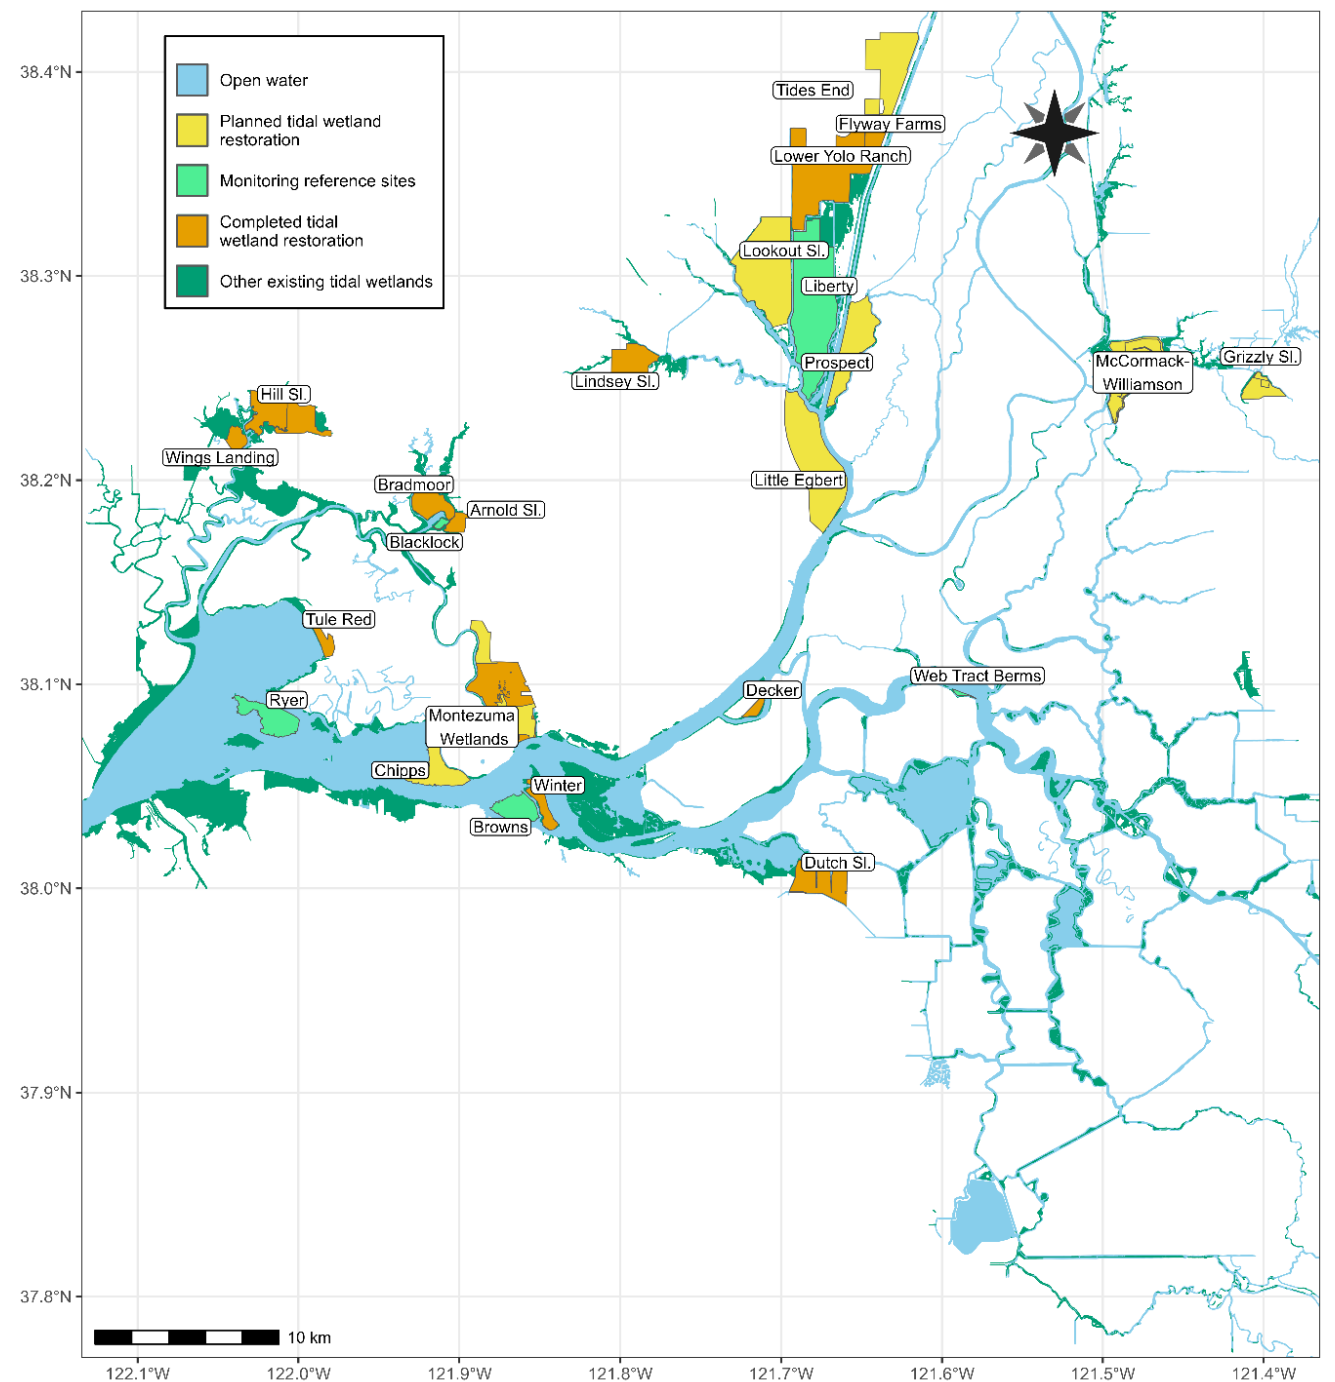 Open water
Planned tidal wetland
restoration
Monitoring reference sites
Completed tidal
wetland restoration
Other existing tidal wetlands
38.4°N
38.3°N
38.2°N
38.1°N
38.0°N
37.9°N
37.8°N
Tides End
Flyway Farms
Lower Yolo Ranch
Lookout Sl.
Liberty
Prospect
Lindsey Sl.
McCormack-
Williamson
Grizzly Sl.
Hill Sl.
Wings Landing
Bradmoor
Arnold Sl.
Blacklock
Little Egbert
Tule Red
Ryer
Montezuma
Wetlands
Chipps
Winter
Browns
Decker
Web Tract Berms
Dutch Sl.
10 km
122.1°W
122.0°W
121.9°W
121.8°W
121.7°W
121.6°W
121.5°W
121.4°W